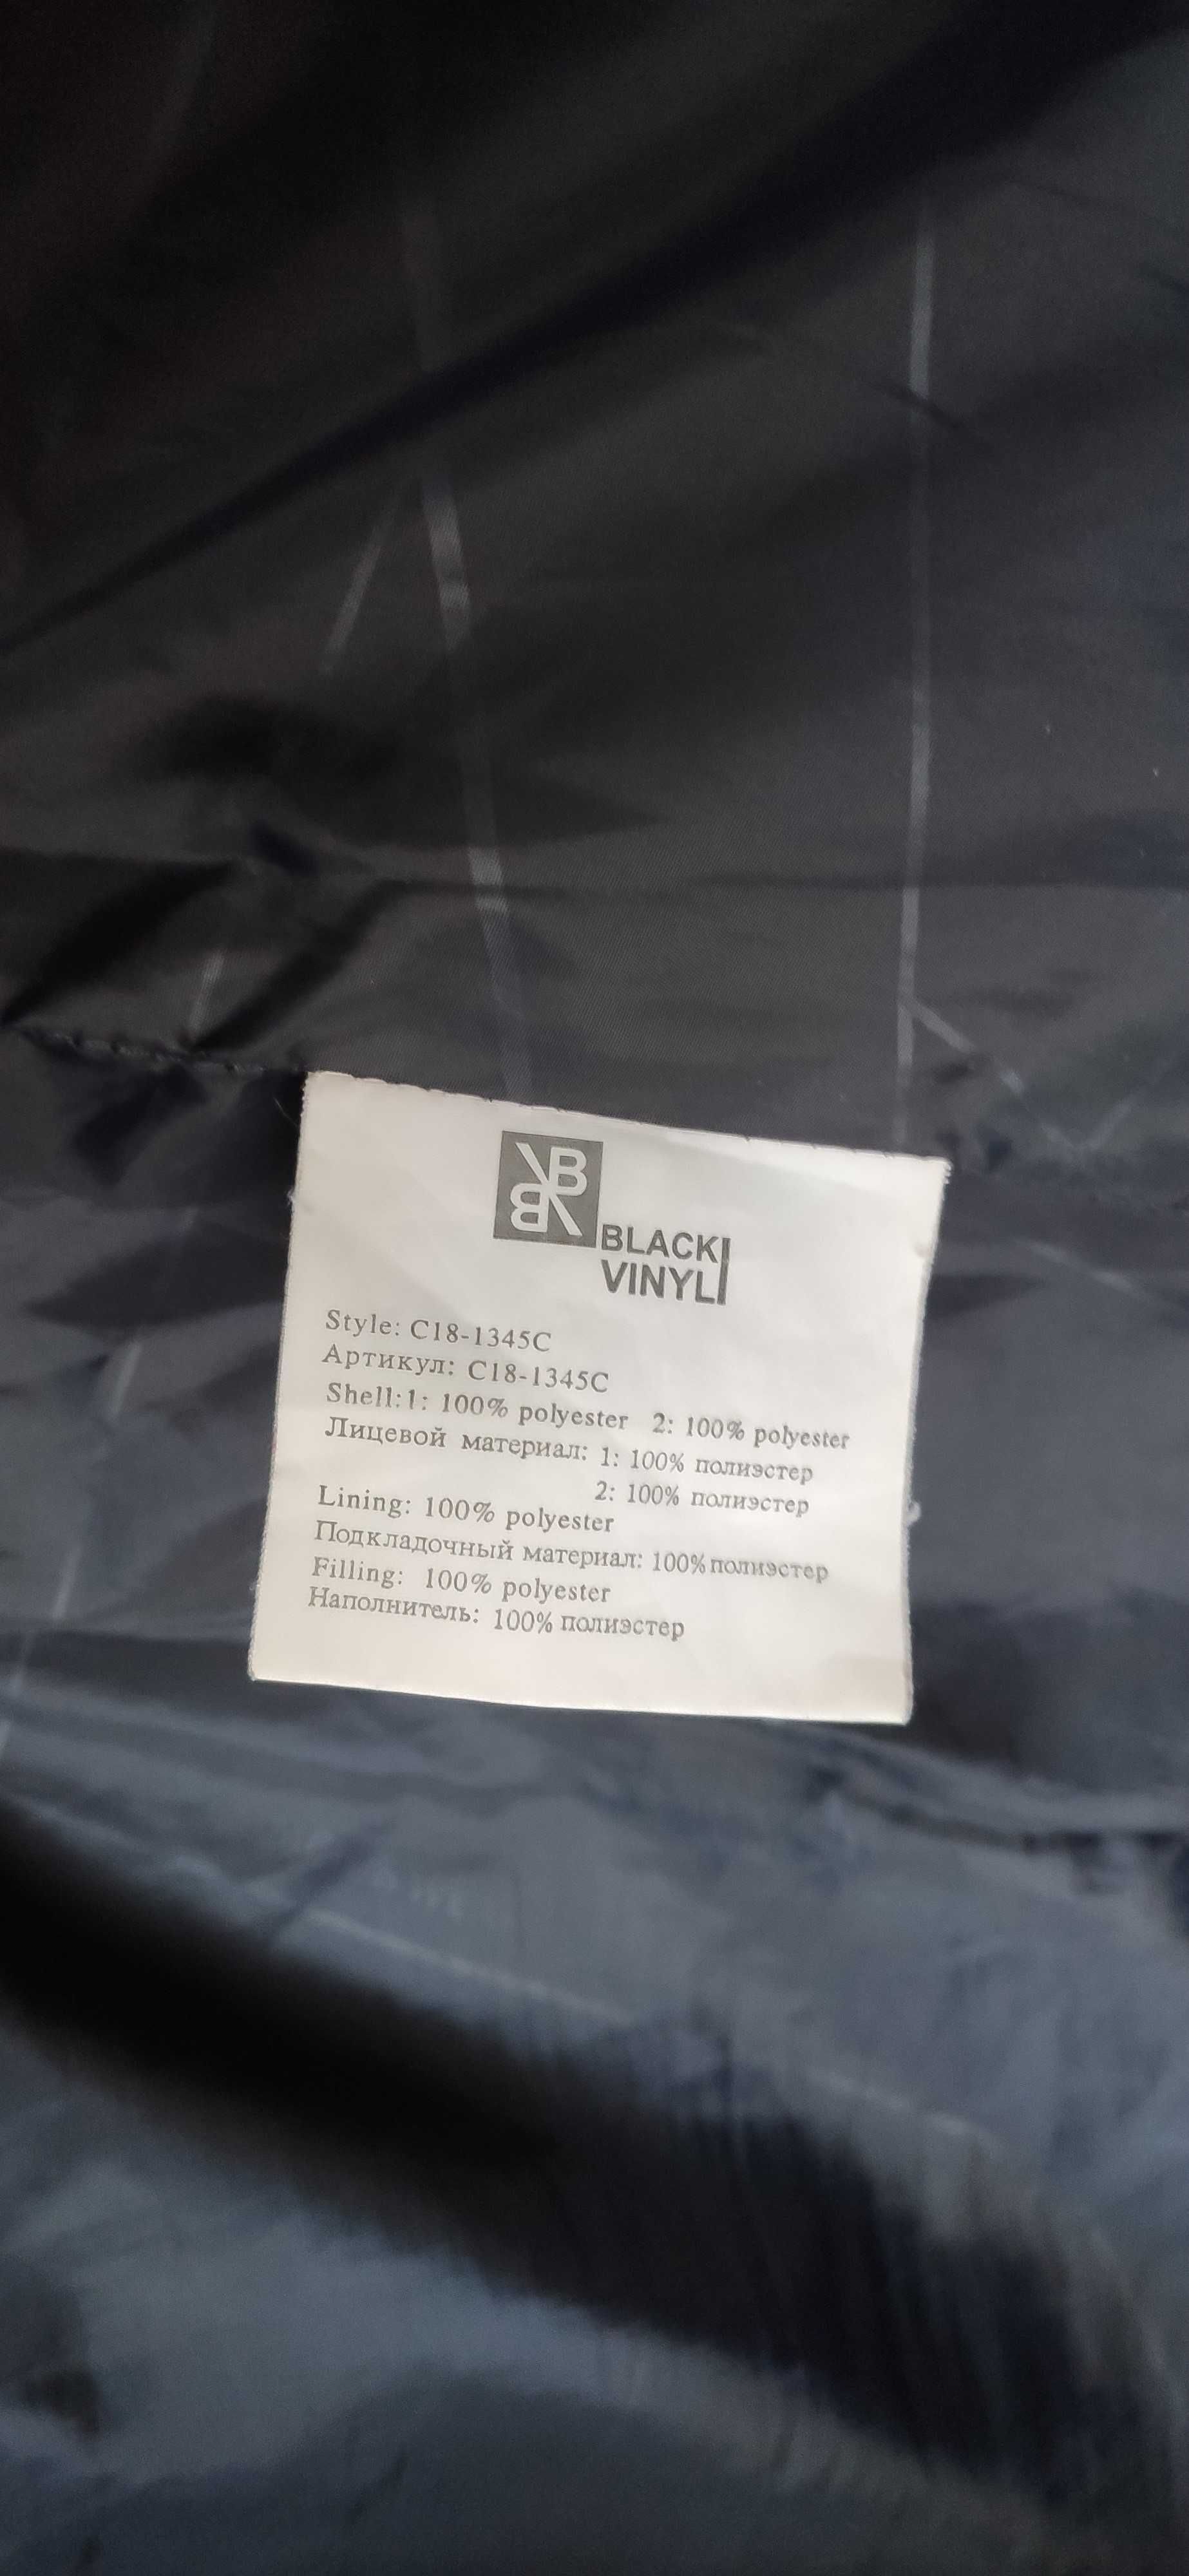 BLACK
VINYL
Style: C18-1345C
Артикул: C18-1345C
Shell:1: 100% polyester 2: 100% polyester
Лицевой материал: 1: 100% полиэстер
2: 100% полиэстер
Lining: 100% polyester
Подкладочный материал: 100% полиэстер
Filling: 100% polyester
Наполнитель: 100% полиэстер